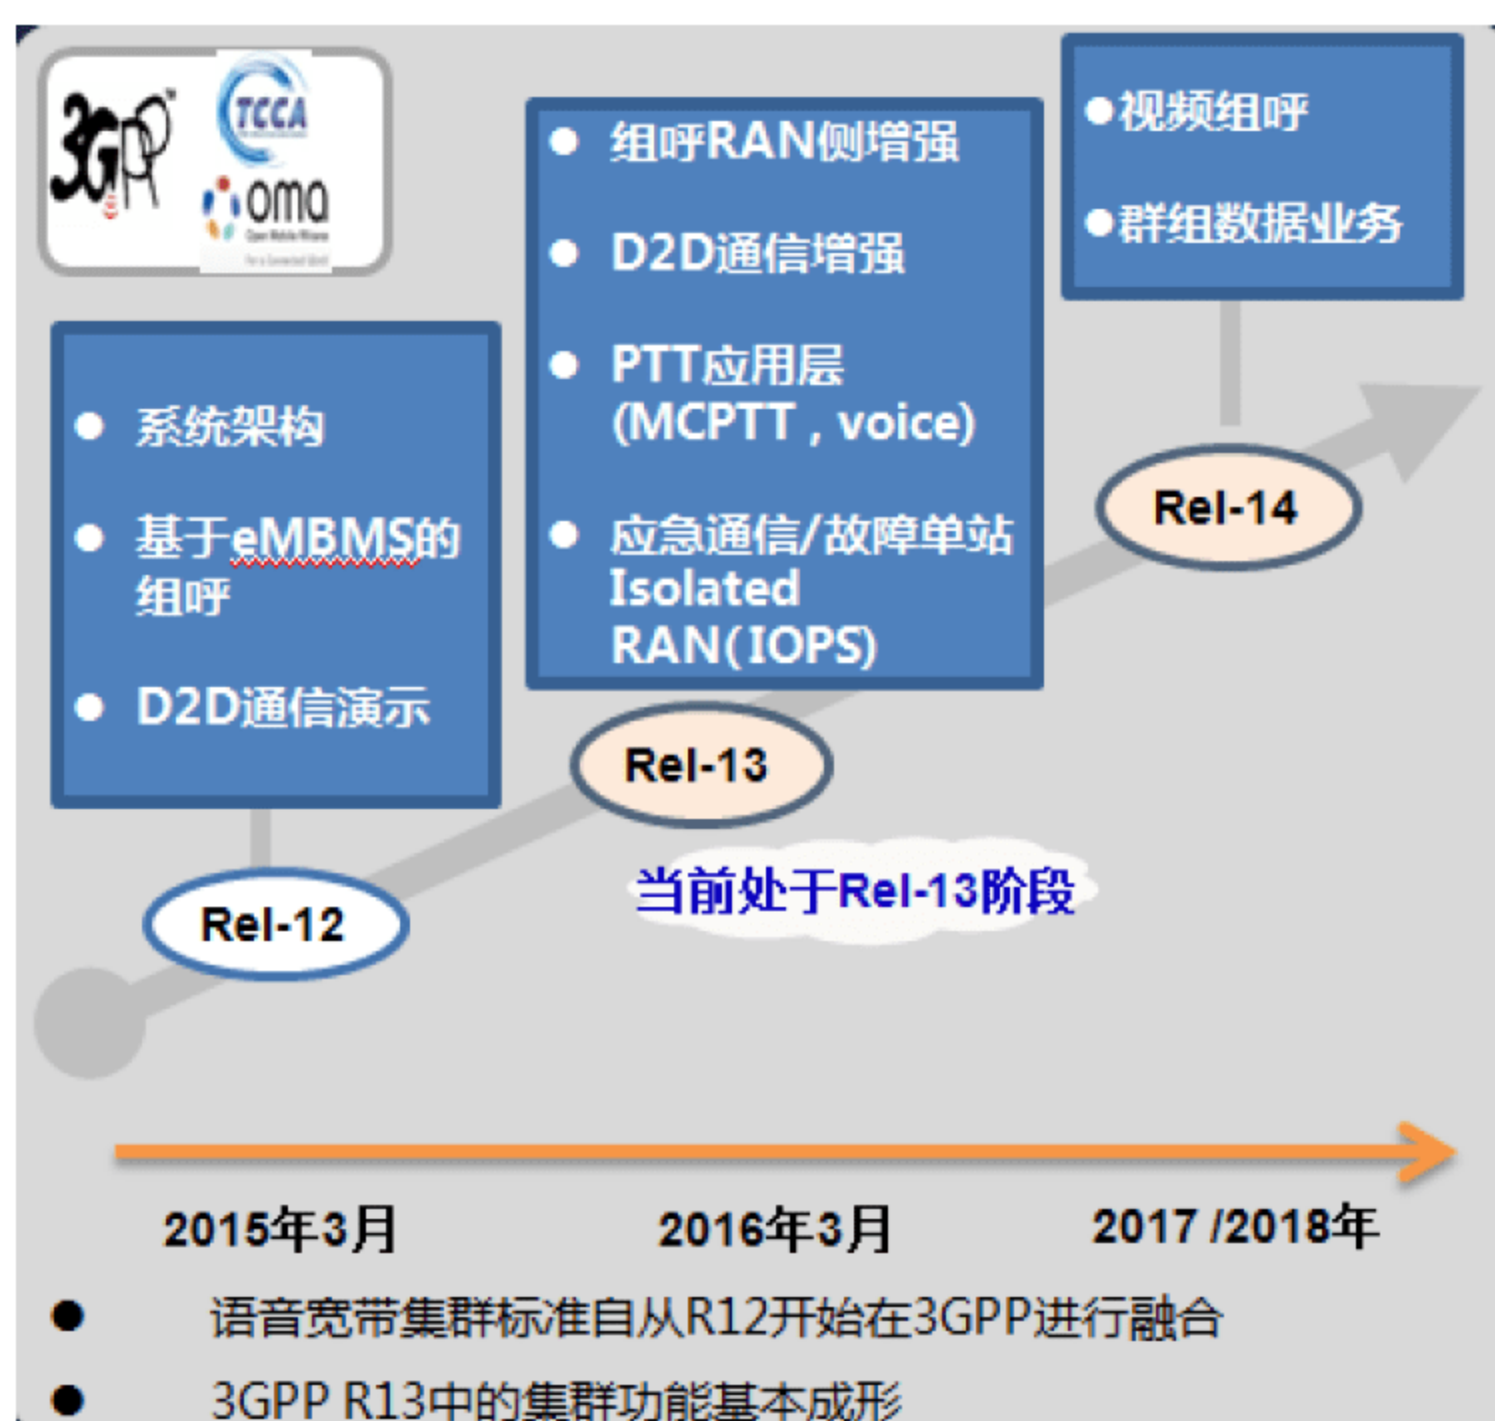 3GPP
TCCA
oma
Open Mobile Alliance
系统架构
基于eMBMS的
组呼
D2D通信演示
Rel-12
组呼RAN侧增强
D2D通信增强
PTT应用层
(MCPTT , voice)
应急通信/故障单站
Isolated
RAN(IOPS)
Rel-13
当前处于Rel-13阶段
视频组呼
群组数据业务
Rel-14
2015年3月
2016年3月
2017 /2018年
语音宽带集群标准自从R12开始在3GPP进行融合
3GPP R13中的集群功能基本成形